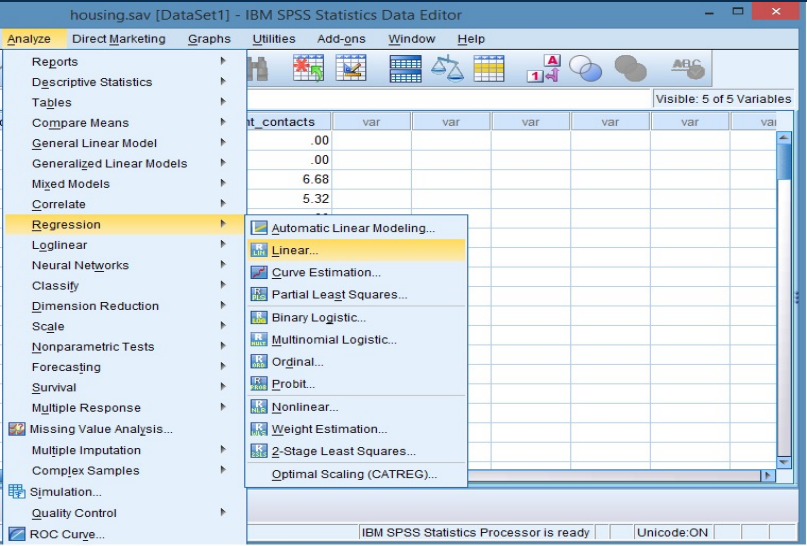 housing.sav [DataSet1] - IBM SPSS Statistics Data Editor
Analyze Direct Marketing Graphs Utilities Add-ons Window Help
Visible: 5 of 5 Variables
nt_contacts var var var var var var
.00
.00
6.68
5.32
Reports
Descriptive Statistics
Tables
Compare Means
General Linear Model
Generalized Linear Models
Mixed Models
Correlate
Regression
Loglinear
Neural Networks
Classify
Dimension Reduction
Scale
Nonparametric Tests
Forecasting
Survival
Multiple Response
Missing Value Analysis...
Multiple Imputation
Complex Samples
Simulation...
Quality Control
ROC Curve...
Automatic Linear Modeling...
Linear...
Curve Estimation...
Partial Least Squares...
Binary Logistic...
Multinomial Logistic...
Ordinal...
Probit...
Nonlinear...
Weight Estimation...
2-Stage Least Squares...
Optimal Scaling (CATREG)...
IBM SPSS Statistics Processor is ready Unicode:ON